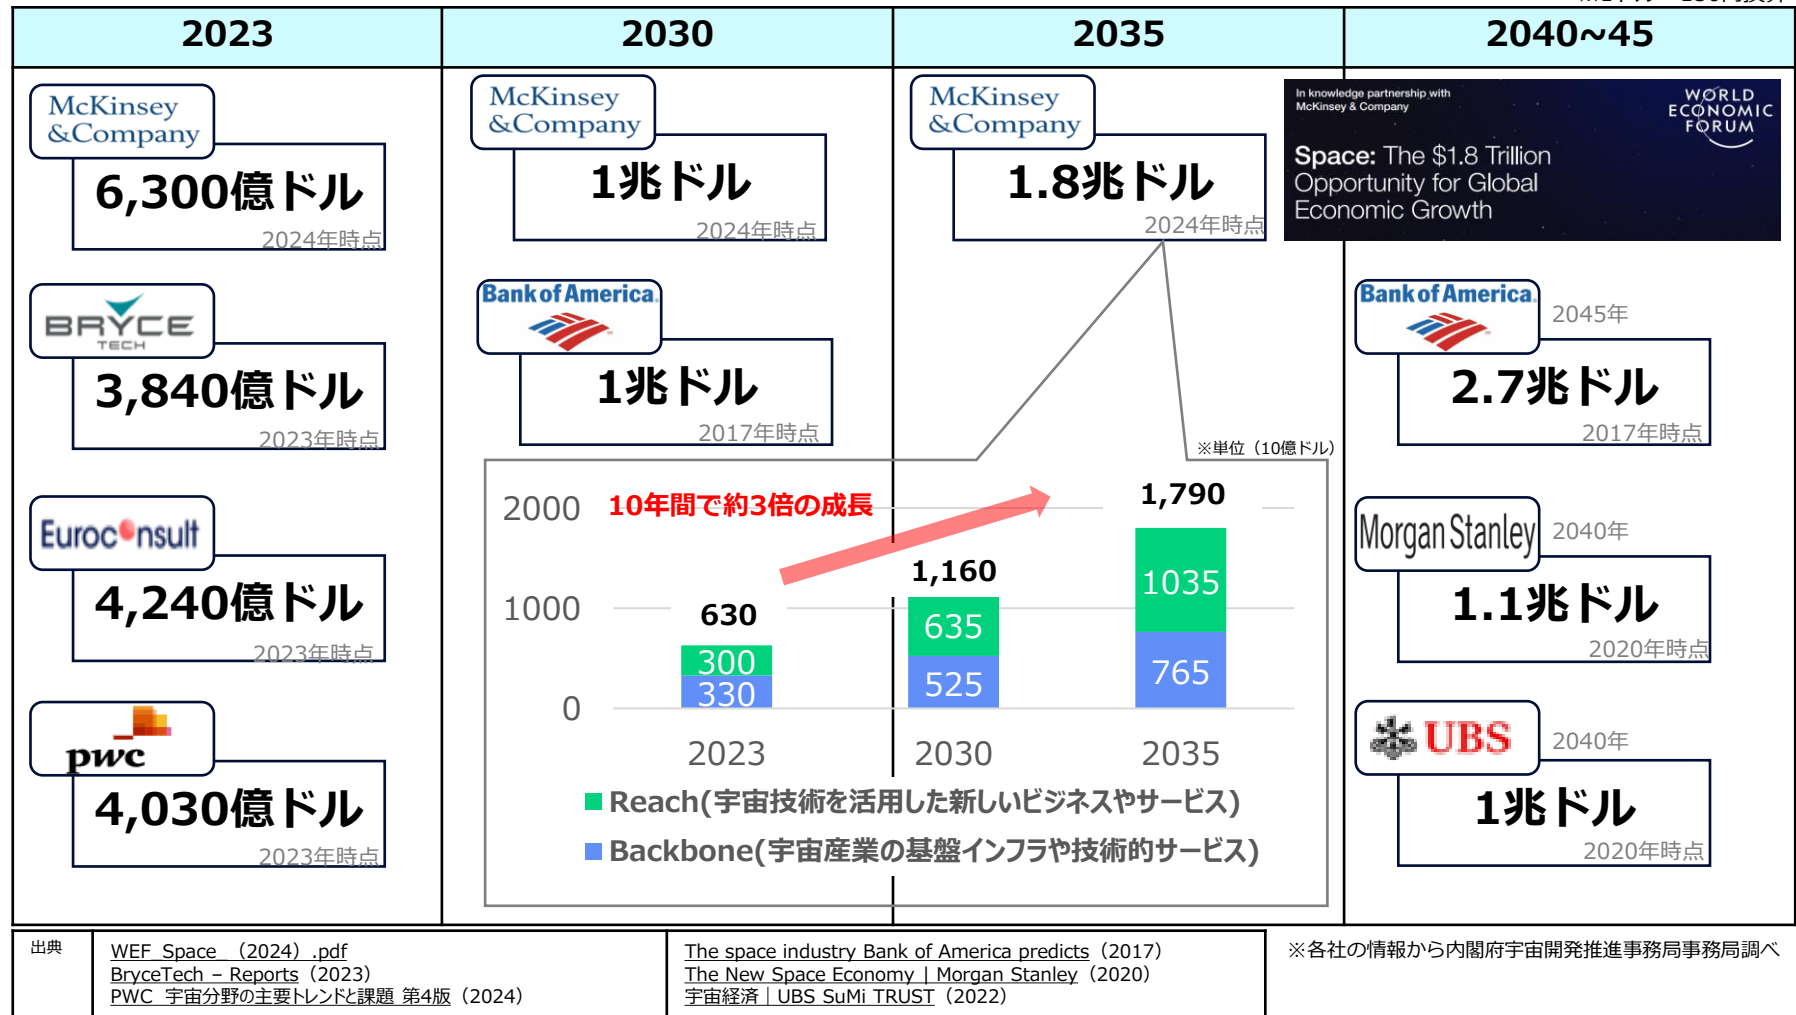 2023
2030
2035
2040~45
McKinsey
&Company
6,300億ドル
2024年時点
BRYCE
TECH
3,840億ドル
2023年時点
Euroconsult
4,240億ドル
2023年時点
pwc
4,030億ドル
2023年時点
McKinsey
&Company
1兆ドル
2024年時点
Bank of America
1兆ドル
2017年時点
McKinsey
&Company
1.8兆ドル
2024年時点
In knowledge partnership with
McKinsey & Company
WORLD
ECONOMIC
FORUM
Space: The $1.8 Trillion
Opportunity for Global
Economic Growth
Bank of America
2045年
2.7兆ドル
2017年時点
Morgan Stanley
2040年
1.1兆ドル
2020年時点
UBS
2040年
1兆ドル
2020年時点
※単位（10億ドル）
10年間で約3倍の成長
2000
1000
0
630
300
330
1,160
635
525
1,790
1035
765
2023
2030
2035
Reach(宇宙技術を活用した新しいビジネスやサービス)
Backbone(宇宙産業の基盤インフラや技術的サービス)
出典
WEF_Space_（2024）.pdf
BryceTech – Reports（2023）
PWC_宇宙分野の主要トレンドと課題 第4版（2024）
The space industry Bank of America predicts（2017）
The New Space Economy | Morgan Stanley（2020）
宇宙経済 | UBS SuMi TRUST（2022）
※各社の情報から内閣府宇宙開発推進事務局事務局調べ